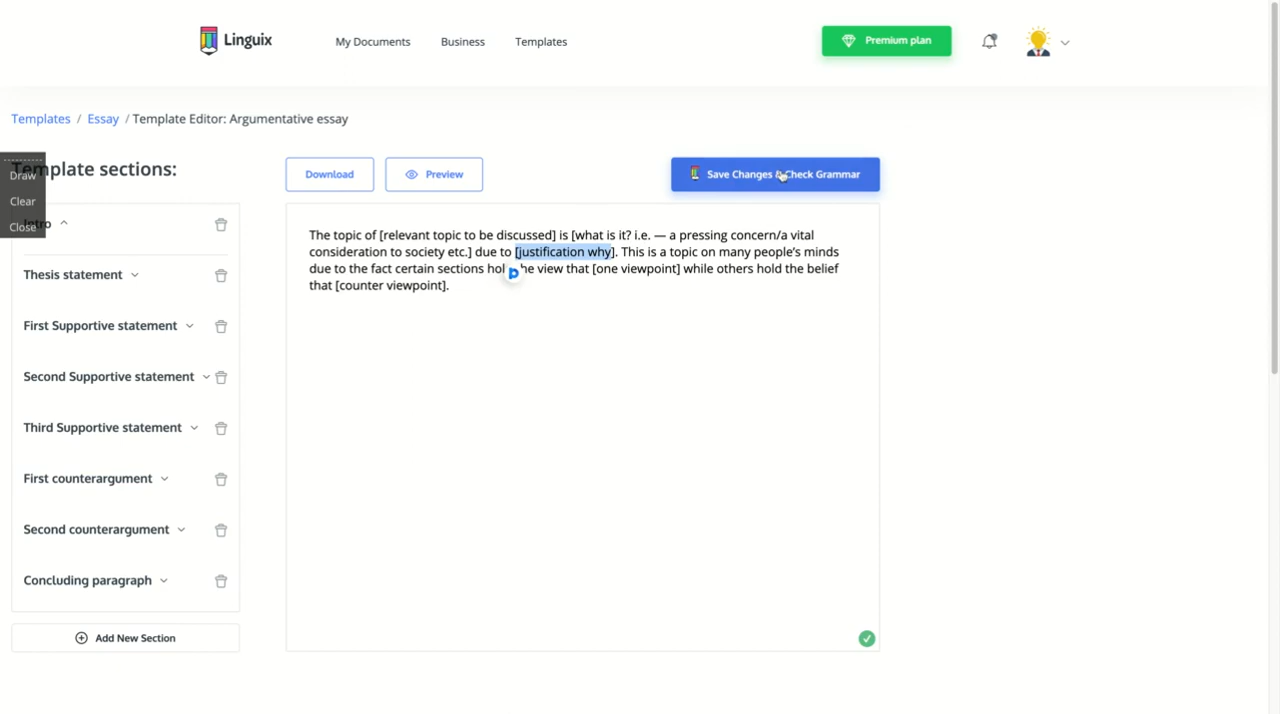 Linguix
My Documents
Business
Templates
Premium plan
Templates / Essay / Template Editor: Argumentative essay
Template sections:
Draw
Clear
Close
Intro
Thesis statement
First Supportive statement
Second Supportive statement
Third Supportive statement
First counterargument
Second counterargument
Concluding paragraph
Add New Section
Download
Preview
Save Changes & Check Grammar
The topic of [relevant topic to be discussed] is [what is it? i.e. — a pressing concern/a vital
consideration to society etc.] due to [justification why]. This is a topic on many people's minds
due to the fact certain sections hold the view that [one viewpoint] while others hold the belief
that [counter viewpoint].